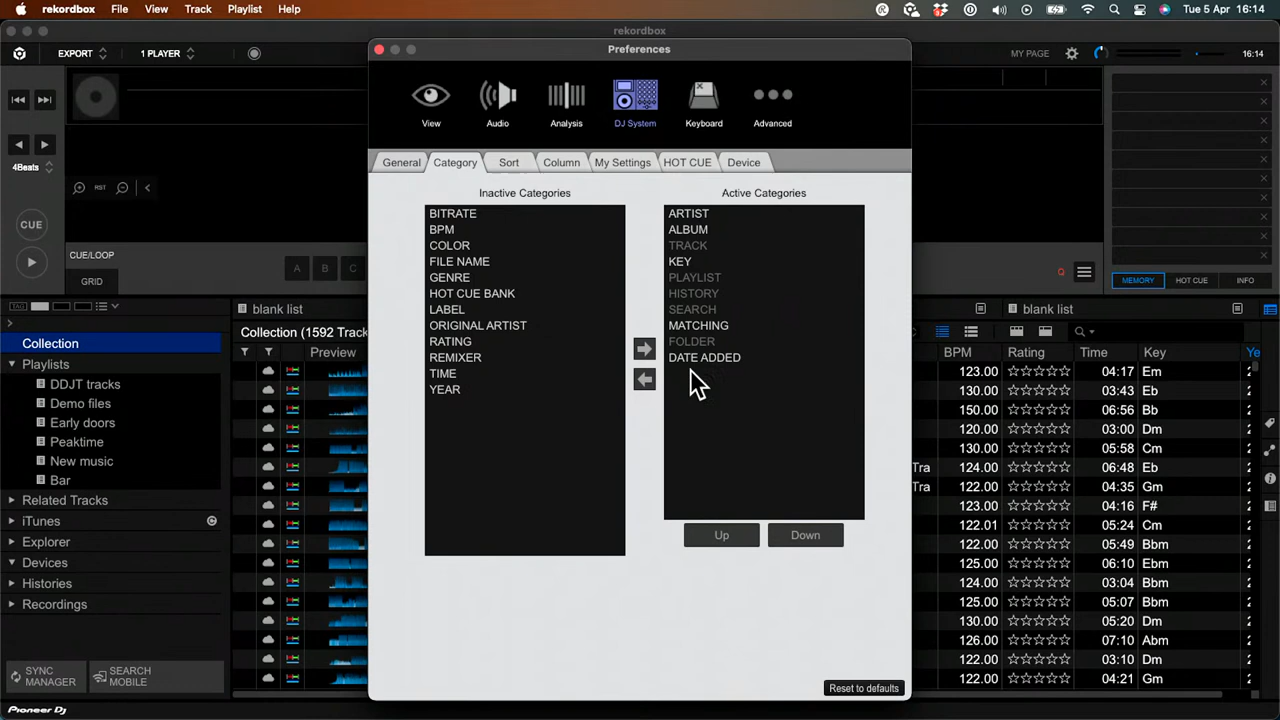 rekordbox File View Track Playlist Help Tue 5 Apr 16:14
rekordbox
EXPORT 1 PLAYER MY PAGE 16:14
Preferences
View Audio Analysis DJ System Keyboard Advanced
4Beats
RST
General Category Sort Column My Settings HOT CUE Device
Inactive Categories Active Categories
BITRATE
BPM
COLOR
FILE NAME
GENRE
HOT CUE BANK
LABEL
ORIGINAL ARTIST
RATING
REMIXER
TIME
YEAR
ARTIST
ALBUM
TRACK
KEY
PLAYLIST
HISTORY
SEARCH
MATCHING
FOLDER
DATE ADDED
Up Down
Reset to defaults
CUE
CUE/LOOP
GRID A B C
Q
MEMORY HOT CUE INFO
TAG blank list blank list
Collection (1592 Track
Preview BPM Rating Time Key Ye
Collection
Playlists
DDJT tracks
Demo files
Early doors
Peaktime
New music
Bar
Related Tracks
iTunes
Explorer
Devices
Histories
Recordings
123.00 04:17 Em
130.00 03:43 Eb
150.00 06:56 Bb
120.00 03:00 Dm
130.00 05:58 Cm
Tra 124.00 06:48 Eb
Tra 122.00 04:35 Gm
126.00 04:16 F#
122.01 05:24 Cm
122.00 05:49 Bbm
125.00 06:10 Ebm
124.00 03:04 Bbm
125.00 05:07 Bbm
130.00 05:20 Dm
126.00 07:10 Abm
122.00 03:10 Dm
122.00 04:21 Gm
SYNC MANAGER
SEARCH MOBILE
Pioneer Dj